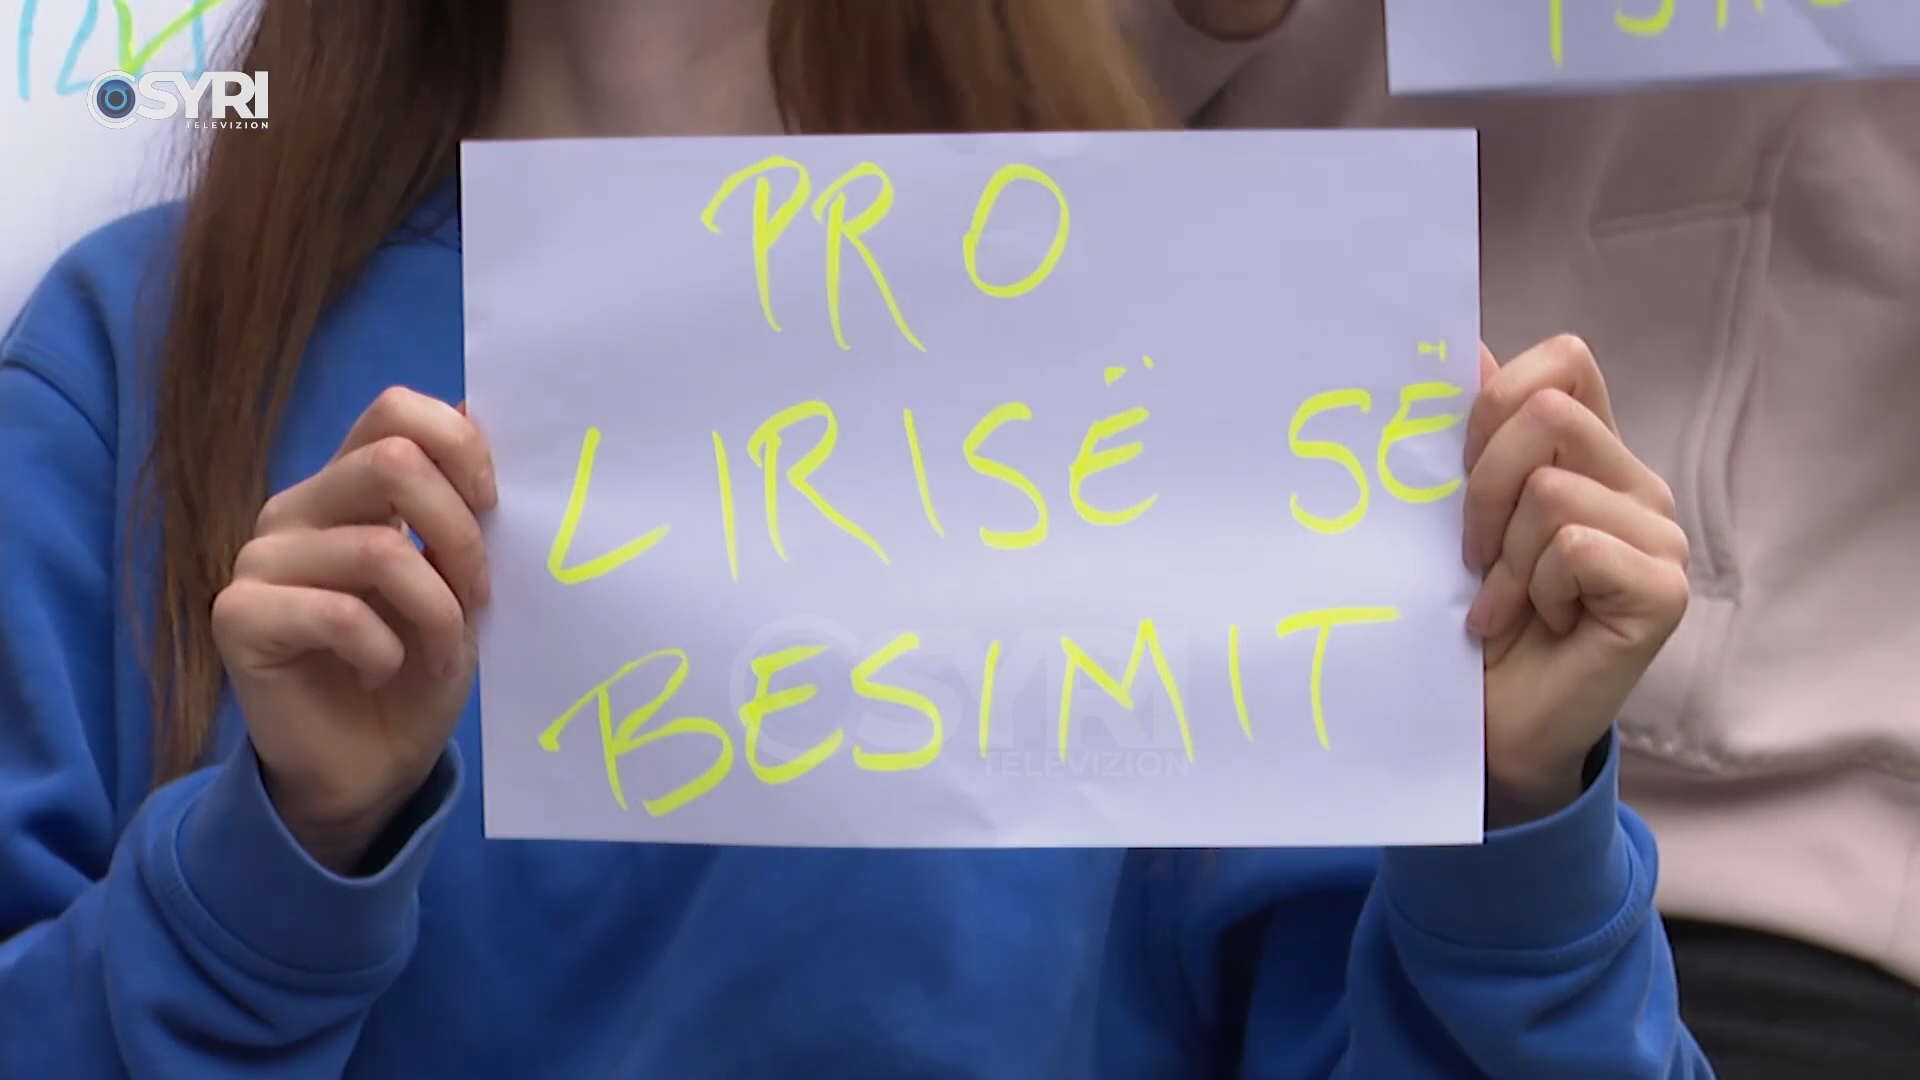 SYRI
TELEVIZION
PRO
LIRISË SË
BESIMIT
SYRI
TELEVIZION